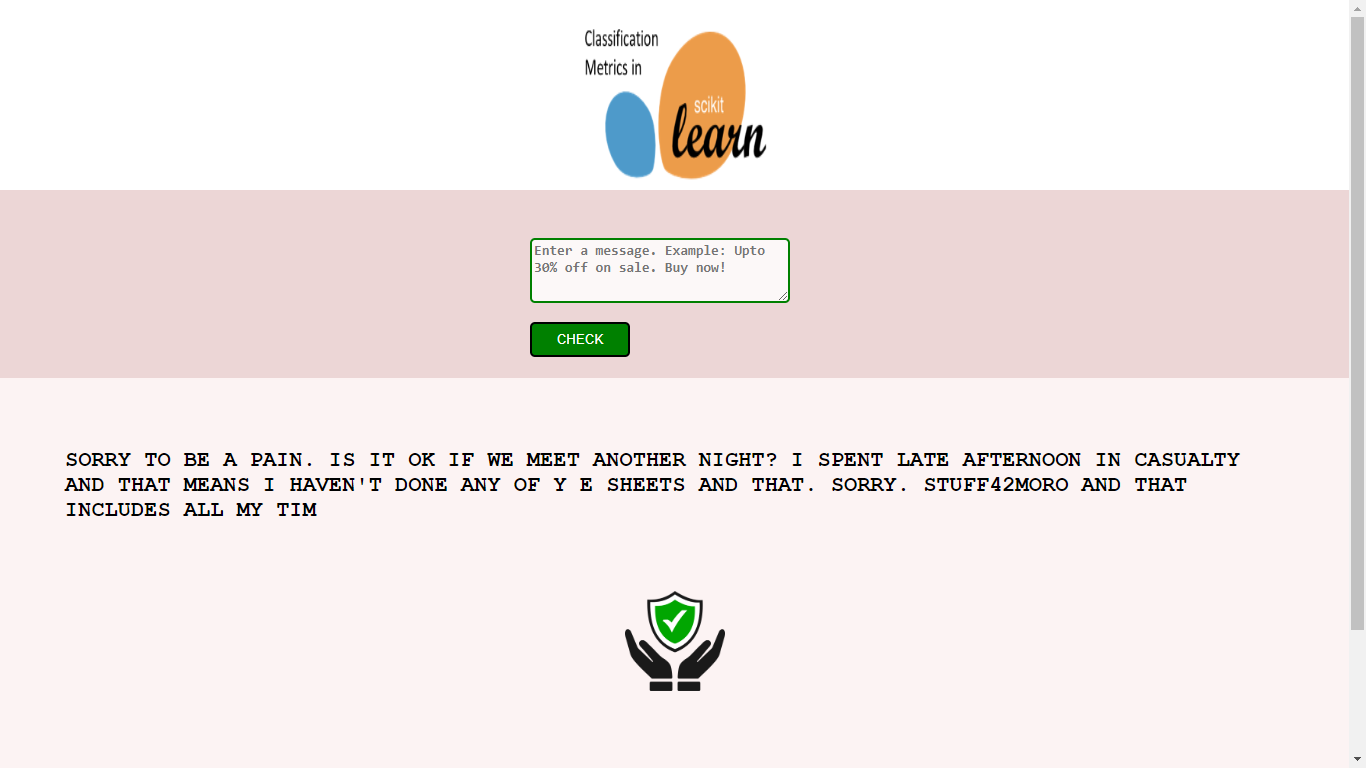 Classification
Metrics in
scikit
learn
Enter a message. Example: Upto
30% off on sale. Buy now!
CHECK
SORRY TO BE A PAIN. IS IT OK IF WE MEET ANOTHER NIGHT? I SPENT LATE AFTERNOON IN CASUALTY
AND THAT MEANS I HAVEN'T DONE ANY OF Y E SHEETS AND THAT. SORRY. STUFF42MORO AND THAT
INCLUDES ALL MY TIM